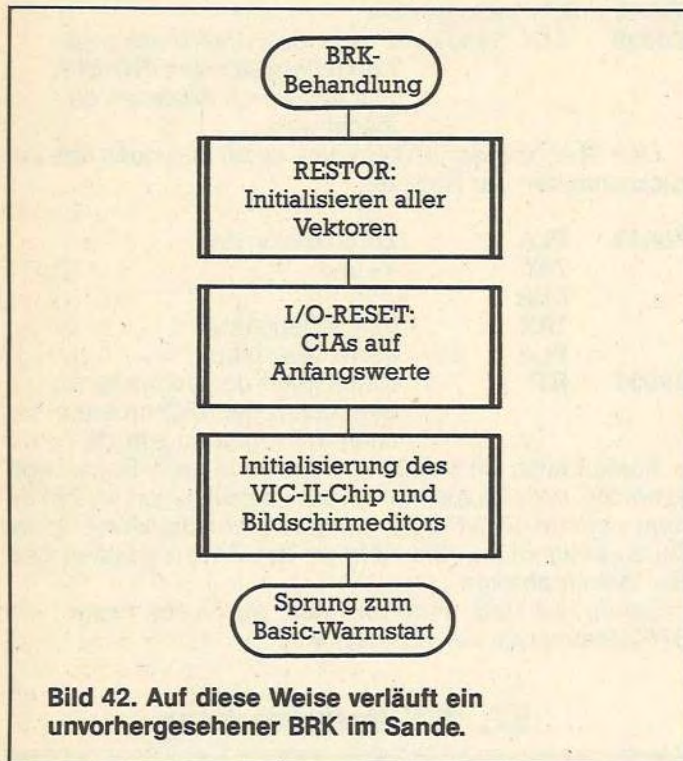 BRK-
Behandlung
RESTOR:
Initialisieren aller
Vektoren
I/O-RESET:
CIAs auf
Anfangswerte
Initialisierung des
VIC-II-Chip und
Bildschirmeditors
Sprung zum
Basic-Warmstart
Bild 42. Auf diese Weise verläuft ein
unvorhergesehener BRK im Sande.